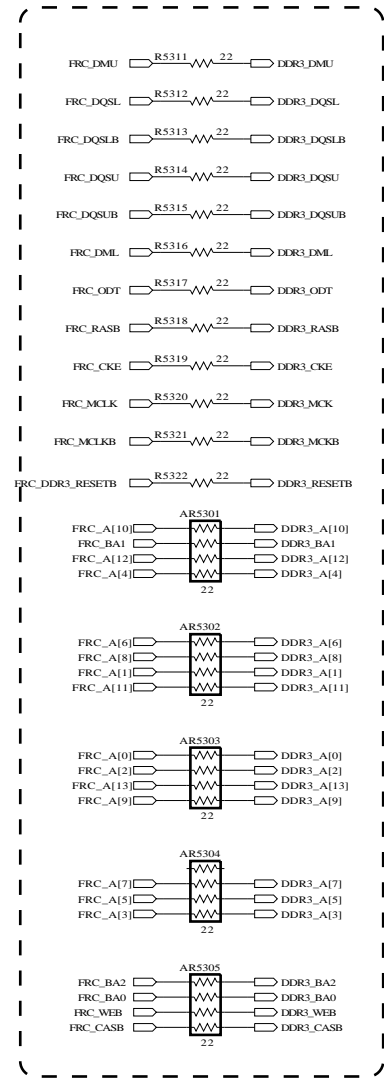 FRC_DMU R5311 22 DDR3_DMU
FRC_DQSL R5312 22 DDR3_DQSL
FRC_DQSLB R5313 22 DDR3_DQSLB
FRC_DQSU R5314 22 DDR3_DQSU
FRC_DQSUB R5315 22 DDR3_DQSUB
FRC_DML R5316 22 DDR3_DML
FRC_ODT R5317 22 DDR3_ODT
FRC_RASB R5318 22 DDR3_RASB
FRC_CKE R5319 22 DDR3_CKE
FRC_MCLK R5320 22 DDR3_MCK
FRC_MCLKB R5321 22 DDR3_MCKB
FRC_DDR3_RESETB R5322 22 DDR3_RESETB
AR5301
FRC_A[10] DDR3_A[10]
FRC_BA1 DDR3_BA1
FRC_A[12] DDR3_A[12]
FRC_A[4] DDR3_A[4]
22
AR5302
FRC_A[6] DDR3_A[6]
FRC_A[8] DDR3_A[8]
FRC_A[1] DDR3_A[1]
FRC_A[11] DDR3_A[11]
22
AR5303
FRC_A[0] DDR3_A[0]
FRC_A[2] DDR3_A[2]
FRC_A[13] DDR3_A[13]
FRC_A[9] DDR3_A[9]
22
AR5304
FRC_A[7] DDR3_A[7]
FRC_A[5] DDR3_A[5]
FRC_A[3] DDR3_A[3]
22
AR5305
FRC_BA2 DDR3_BA2
FRC_BA0 DDR3_BA0
FRC_WEB DDR3_WEB
FRC_CASB DDR3_CASB
22